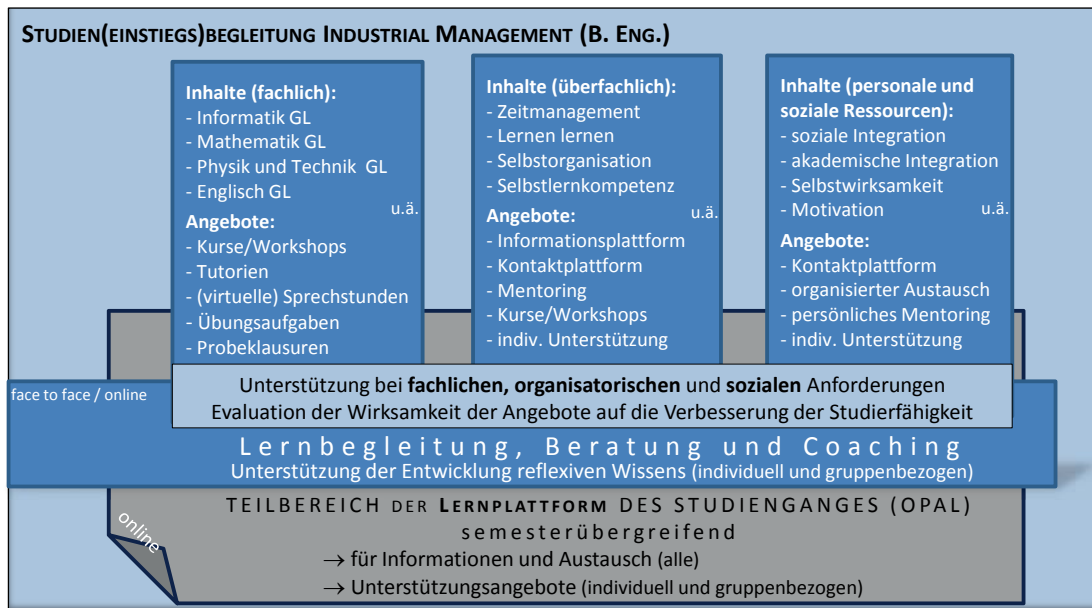 STUDIEN(EINSTIEGS)BEGLEITUNG INDUSTRIAL MANAGEMENT (B. ENG.)
Inhalte (fachlich):
- Informatik GL
- Mathematik GL
- Physik und Technik GL
- Englisch GL
u.ä.
Angebote:
- Kurse/Workshops
- Tutorien
- (virtuelle) Sprechstunden
- Übungsaufgaben
- Probeklausuren
Inhalte (überfachlich):
- Zeitmanagement
- Lernen lernen
- Selbstorganisation
- Selbstlernkompetenz
u.ä.
Angebote:
- Informationsplattform
- Kontaktplattform
- Mentoring
- Kurse/Workshops
- indiv. Unterstützung
Inhalte (personale und
soziale Ressourcen):
- soziale Integration
- akademische Integration
- Selbstwirksamkeit
- Motivation
u.ä.
Angebote:
- Kontaktplattform
- organisierter Austausch
- persönliches Mentoring
- indiv. Unterstützung
face to face / online
Unterstützung bei fachlichen, organisatorischen und sozialen Anforderungen
Evaluation der Wirksamkeit der Angebote auf die Verbesserung der Studierfähigkeit
Lernbegleitung, Beratung und Coaching
Unterstützung der Entwicklung reflexiven Wissens (individuell und gruppenbezogen)
TEILBEREICH DER LERNPLATTFORM DES STUDIENGANGES (OPAL)
semesterübergreifend
→ für Informationen und Austausch (alle)
→ Unterstützungsangebote (individuell und gruppenbezogen)
online